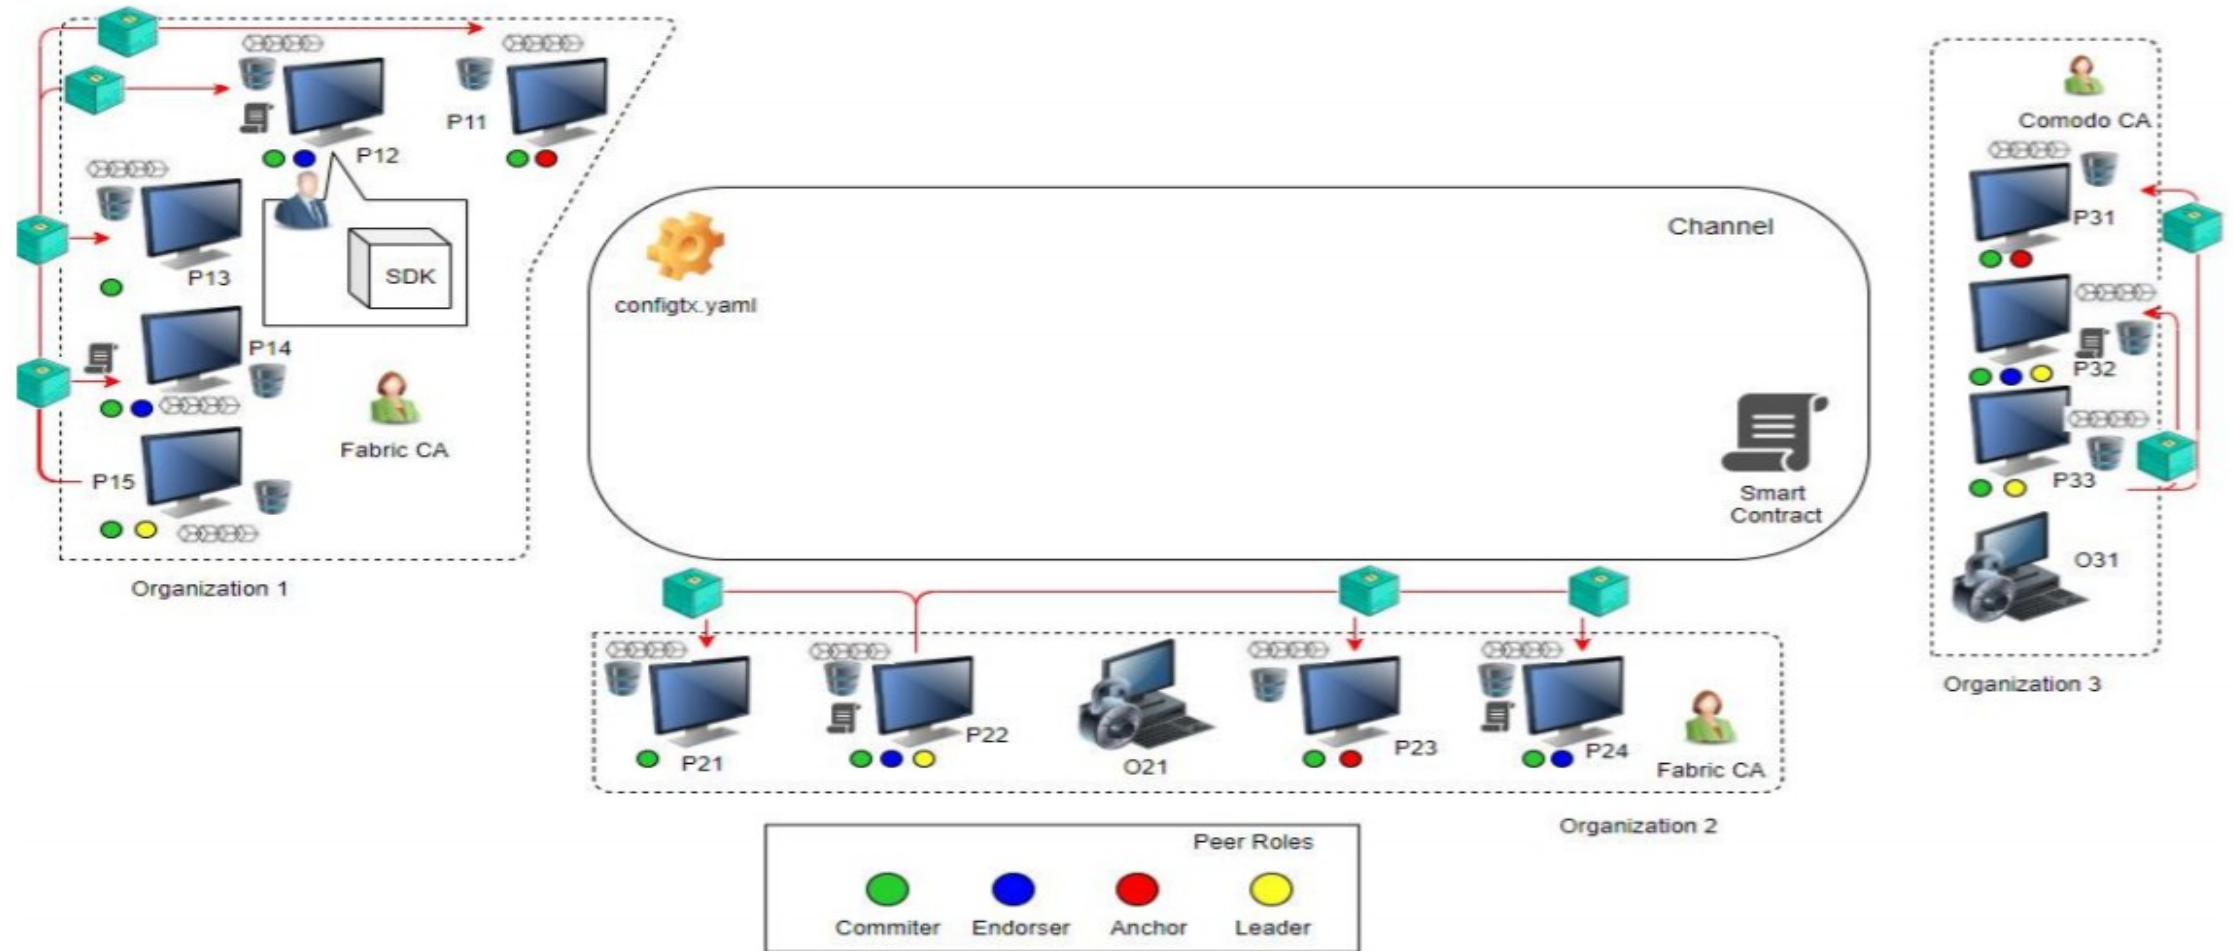 P12
P11
P13
SDK
P14
Fabric CA
P15
Organization 1
configtx.yaml
Channel
Smart
Contract
Comodo CA
P31
P32
P33
O31
Organization 3
P21
P22
O21
P23
P24
Fabric CA
Organization 2
Peer Roles
Commiter
Endorser
Anchor
Leader